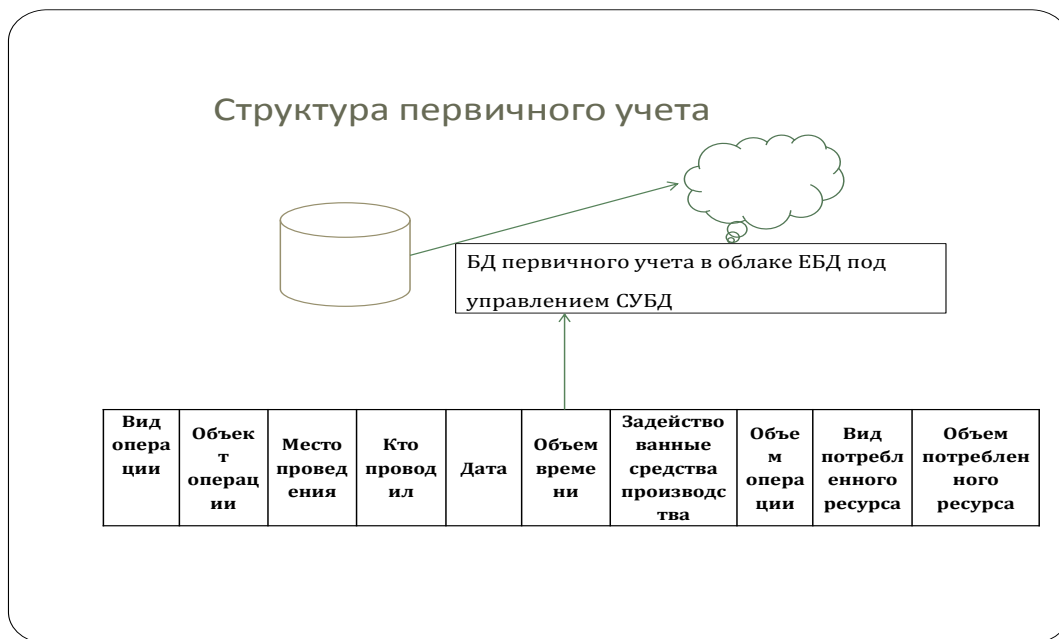 Структура первичного учета
БД первичного учета в облаке ЕБД под
управлением СУБД
Вид
опера
ции
Объек
т
операц
ии
Место
провед
ения
Кто
провод
ил
Дата
Объем
време
ни
Задейство
ванные
средства
производс
тва
Объе
м
опера
ции
Вид
потребл
енного
ресурса
Объем
потреблен
ного
ресурса